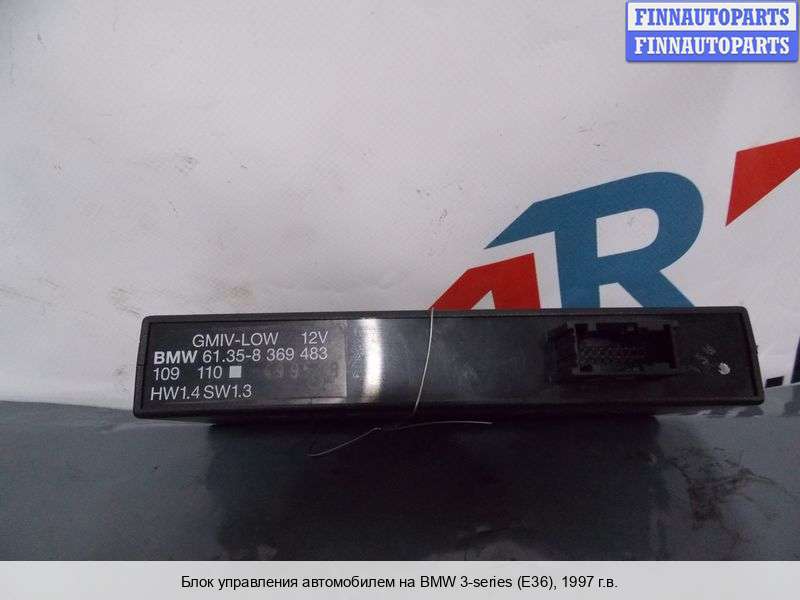 FINNAUTOPARTS
FINNAUTOPARTS
GMIV-LOW 12V
BMW 61.35-8 369 483
109 110
HW1.4 SW1.3
Блок управления автомобилем на BMW 3-series (E36), 1997 г.в.